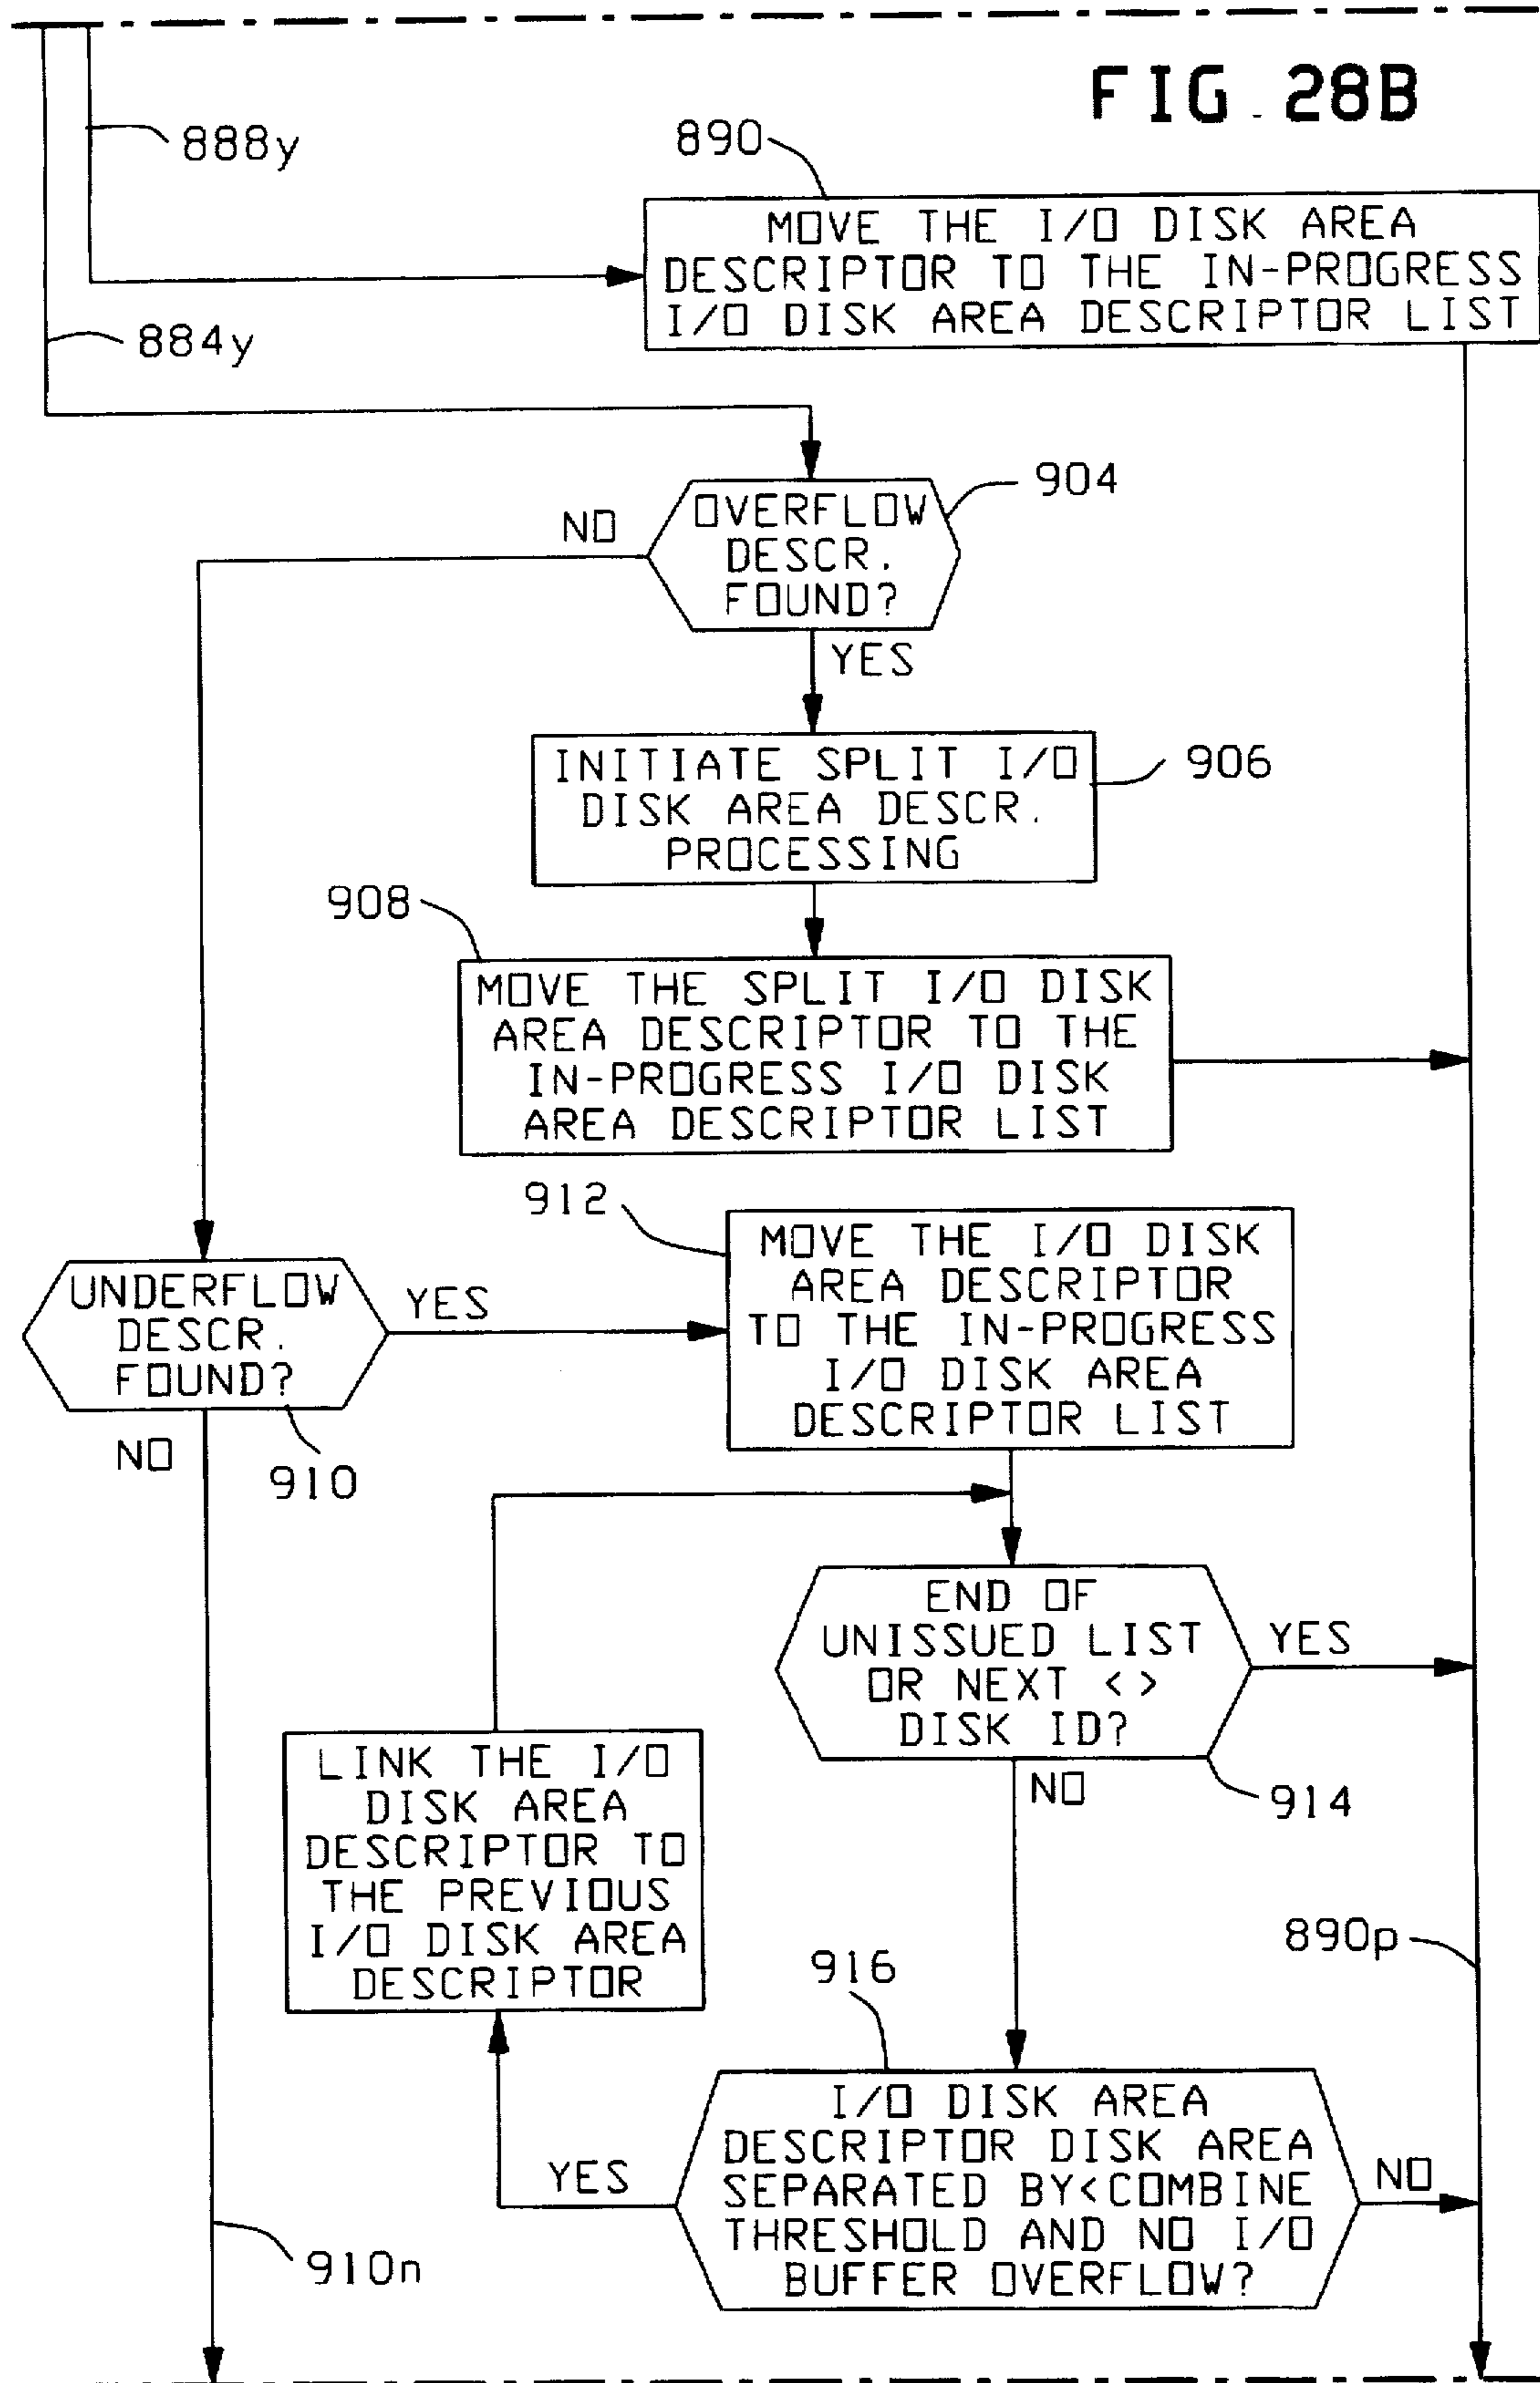 FIG. 28B
888y
890
MOVE THE I/O DISK AREA
DESCRIPTOR TO THE IN-PROGRESS
I/O DISK AREA DESCRIPTOR LIST
884y
904
OVERFLOW
DESCR.
FOUND?
NO
YES
INITIATE SPLIT I/O
DISK AREA DESCR.
PROCESSING
906
908
MOVE THE SPLIT I/O DISK
AREA DESCRIPTOR TO THE
IN-PROGRESS I/O DISK
AREA DESCRIPTOR LIST
912
MOVE THE I/O DISK
AREA DESCRIPTOR
TO THE IN-PROGRESS
I/O DISK AREA
DESCRIPTOR LIST
UNDERFLOW
DESCR.
FOUND?
YES
NO
910
END OF
UNISSUED LIST
OR NEXT <>
DISK ID?
YES
NO
914
LINK THE I/O
DISK AREA
DESCRIPTOR TO
THE PREVIOUS
I/O DISK AREA
DESCRIPTOR
890p
916
I/O DISK AREA
DESCRIPTOR DISK AREA
SEPARATED BY<COMBINE
THRESHOLD AND NO I/O
BUFFER OVERFLOW?
YES
NO
910n